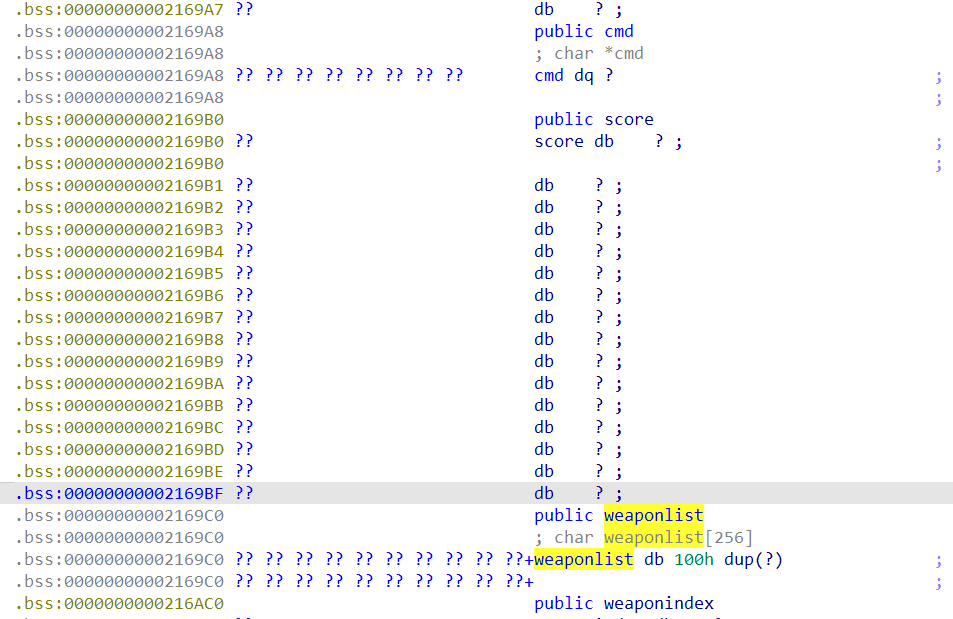 .bss:00000000002169A7 ?? db ? ;
.bss:00000000002169A8 public cmd
.bss:00000000002169A8 ; char *cmd
.bss:00000000002169A8 ?? ?? ?? ?? ?? ?? ?? ?? cmd dq ? ;
.bss:00000000002169A8 ;
.bss:00000000002169B0 public score
.bss:00000000002169B0 ?? score db ? ; ;
.bss:00000000002169B0 ;
.bss:00000000002169B1 ?? db ? ;
.bss:00000000002169B2 ?? db ? ;
.bss:00000000002169B3 ?? db ? ;
.bss:00000000002169B4 ?? db ? ;
.bss:00000000002169B5 ?? db ? ;
.bss:00000000002169B6 ?? db ? ;
.bss:00000000002169B7 ?? db ? ;
.bss:00000000002169B8 ?? db ? ;
.bss:00000000002169B9 ?? db ? ;
.bss:00000000002169BA ?? db ? ;
.bss:00000000002169BB ?? db ? ;
.bss:00000000002169BC ?? db ? ;
.bss:00000000002169BD ?? db ? ;
.bss:00000000002169BE ?? db ? ;
.bss:00000000002169BF ?? db ? ;
.bss:00000000002169C0 public weaponlist
.bss:00000000002169C0 ; char weaponlist[256]
.bss:00000000002169C0 ?? ?? ?? ?? ?? ?? ?? ?? ?? ??+weaponlist db 100h dup(?) ;
.bss:00000000002169C0 ?? ?? ?? ?? ?? ?? ?? ?? ?? ??+ ;
.bss:0000000000216AC0 public weaponindex